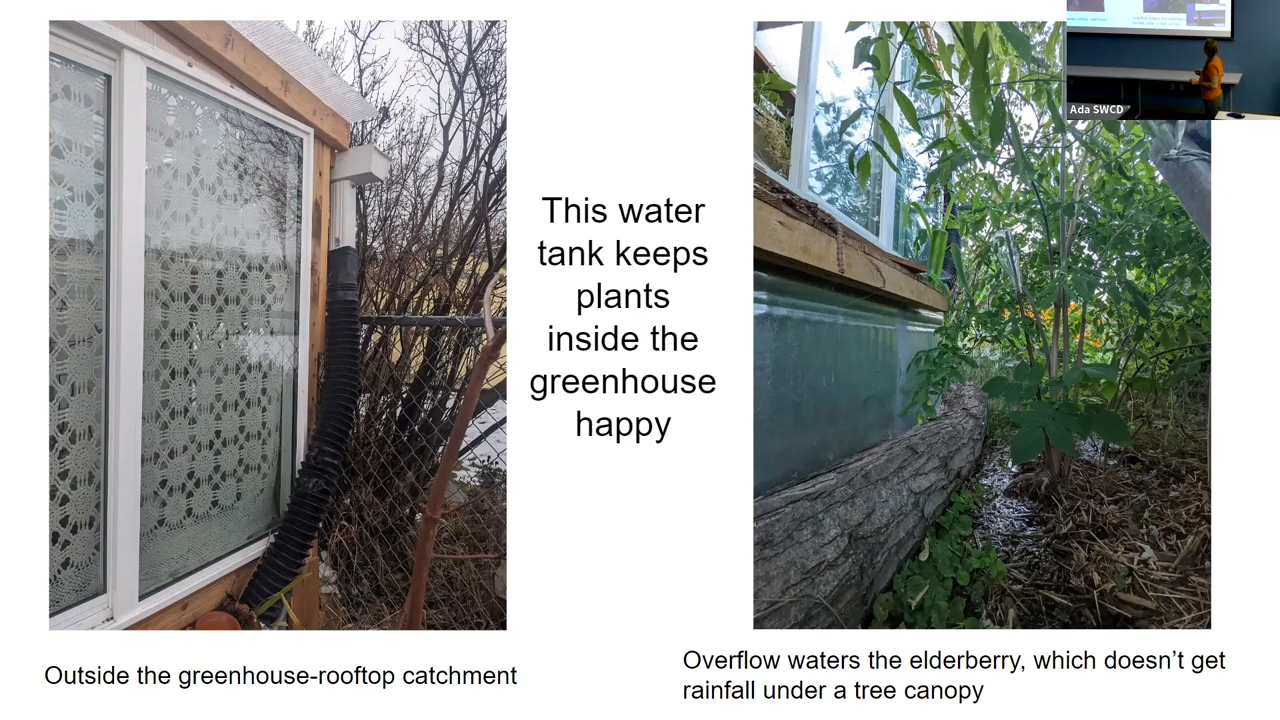 Ada SWCD
This water
tank keeps
plants
inside the
greenhouse
happy
Outside the greenhouse-rooftop catchment
Overflow waters the elderberry, which doesn’t get
rainfall under a tree canopy